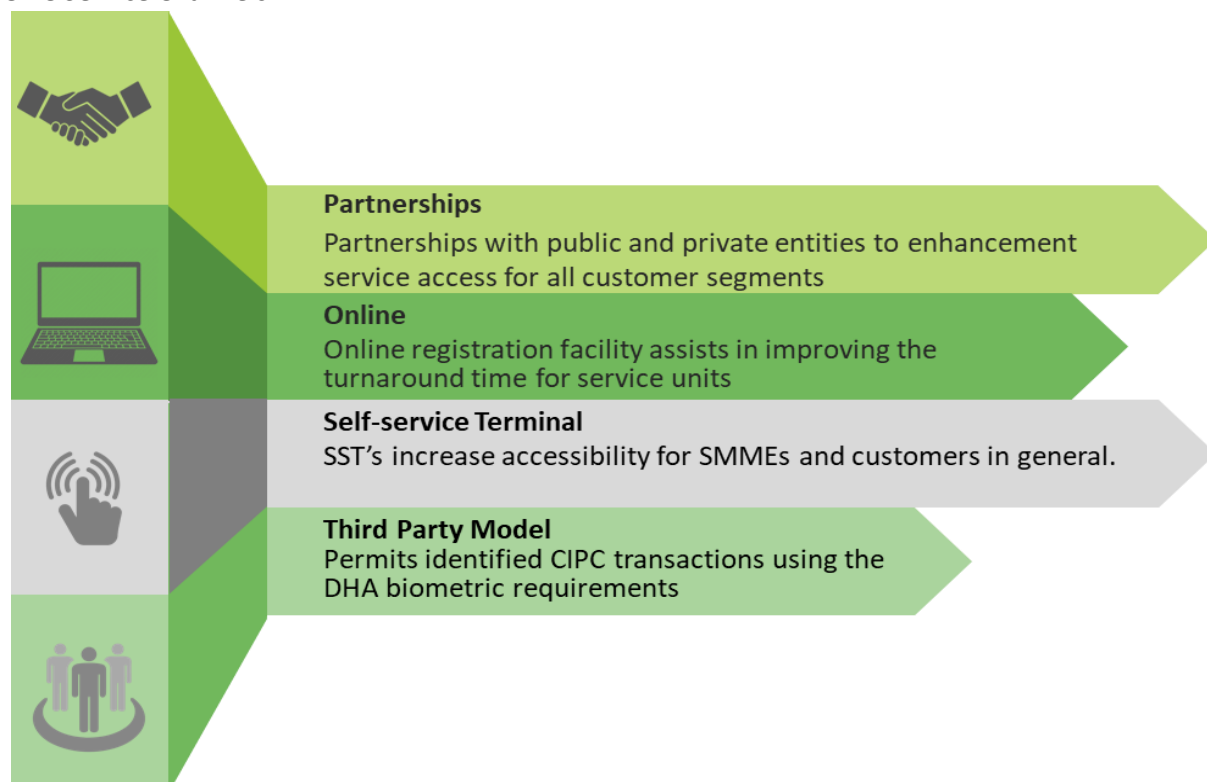 Partnerships
Partnerships with public and private entities to enhancement
service access for all customer segments
Online
Online registration facility assists in improving the
turnaround time for service units
Self-service Terminal
SST's increase accessibility for SMMEs and customers in general.
Third Party Model
Permits identified CIPC transactions using the
DHA biometric requirements